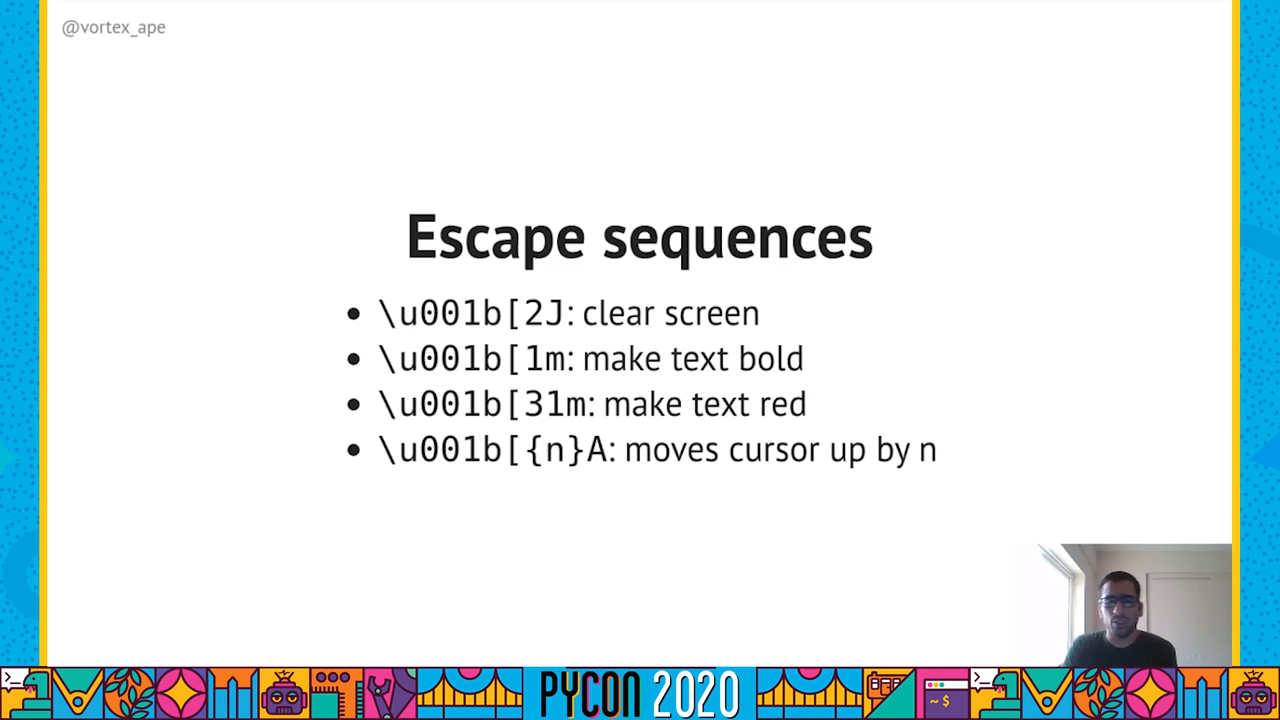 @vortex_ape
Escape sequences
• \u001b[2J: clear screen
• \u001b[1m: make text bold
• \u001b[31m: make text red
• \u001b[{n}A: moves cursor up by n
PYCON 2020
~$